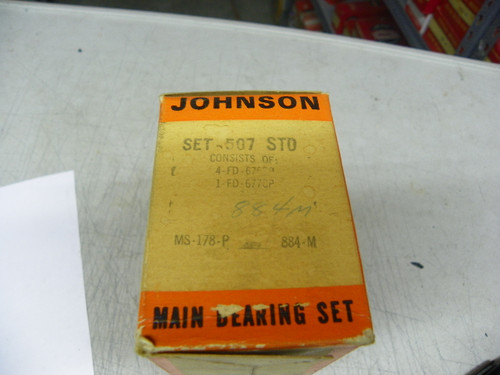 JOHNSON
SET 507 STD
CONSISTS OF:
884M
MS-178-P 884-M
MAIN BEARING SET